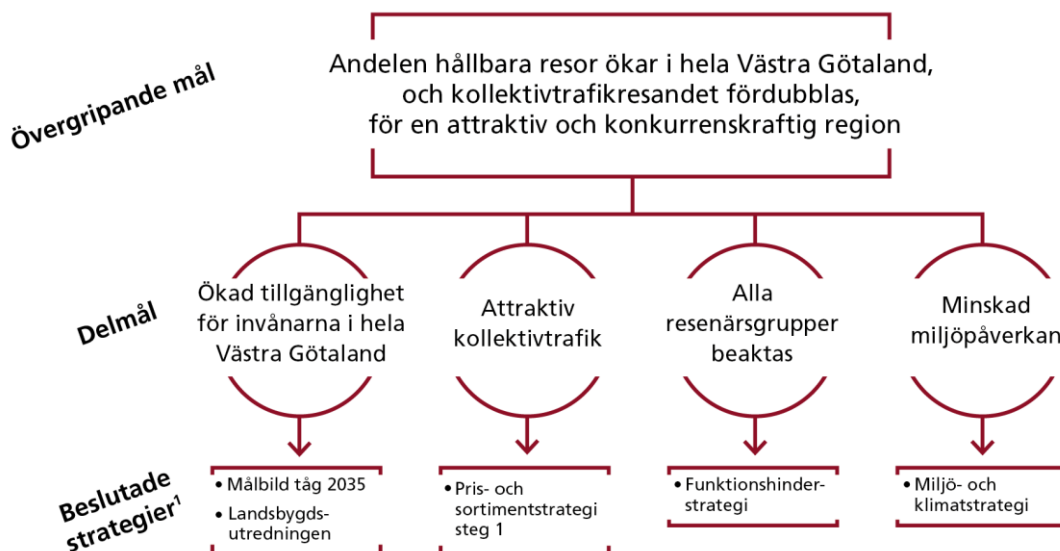 Övergripande mål
Andelen hållbara resor ökar i hela Västra Götaland,
och kollektivtrafikresandet fördubblas,
för en attraktiv och konkurrenskraftig region
Delmål
Ökad tillgänglighet
för invånarna i hela
Västra Götaland
Attraktiv
kollektivtrafik
Alla
resenärsgrupper
beaktas
Minskad
miljöpåverkan
Beslutade
strategier¹
• Målbild tåg 2035
• Landsbygds-
utredningen
• Pris- och
sortimentstrategi
steg 1
• Funktionshinder-
strategi
• Miljö- och
klimatstrategi